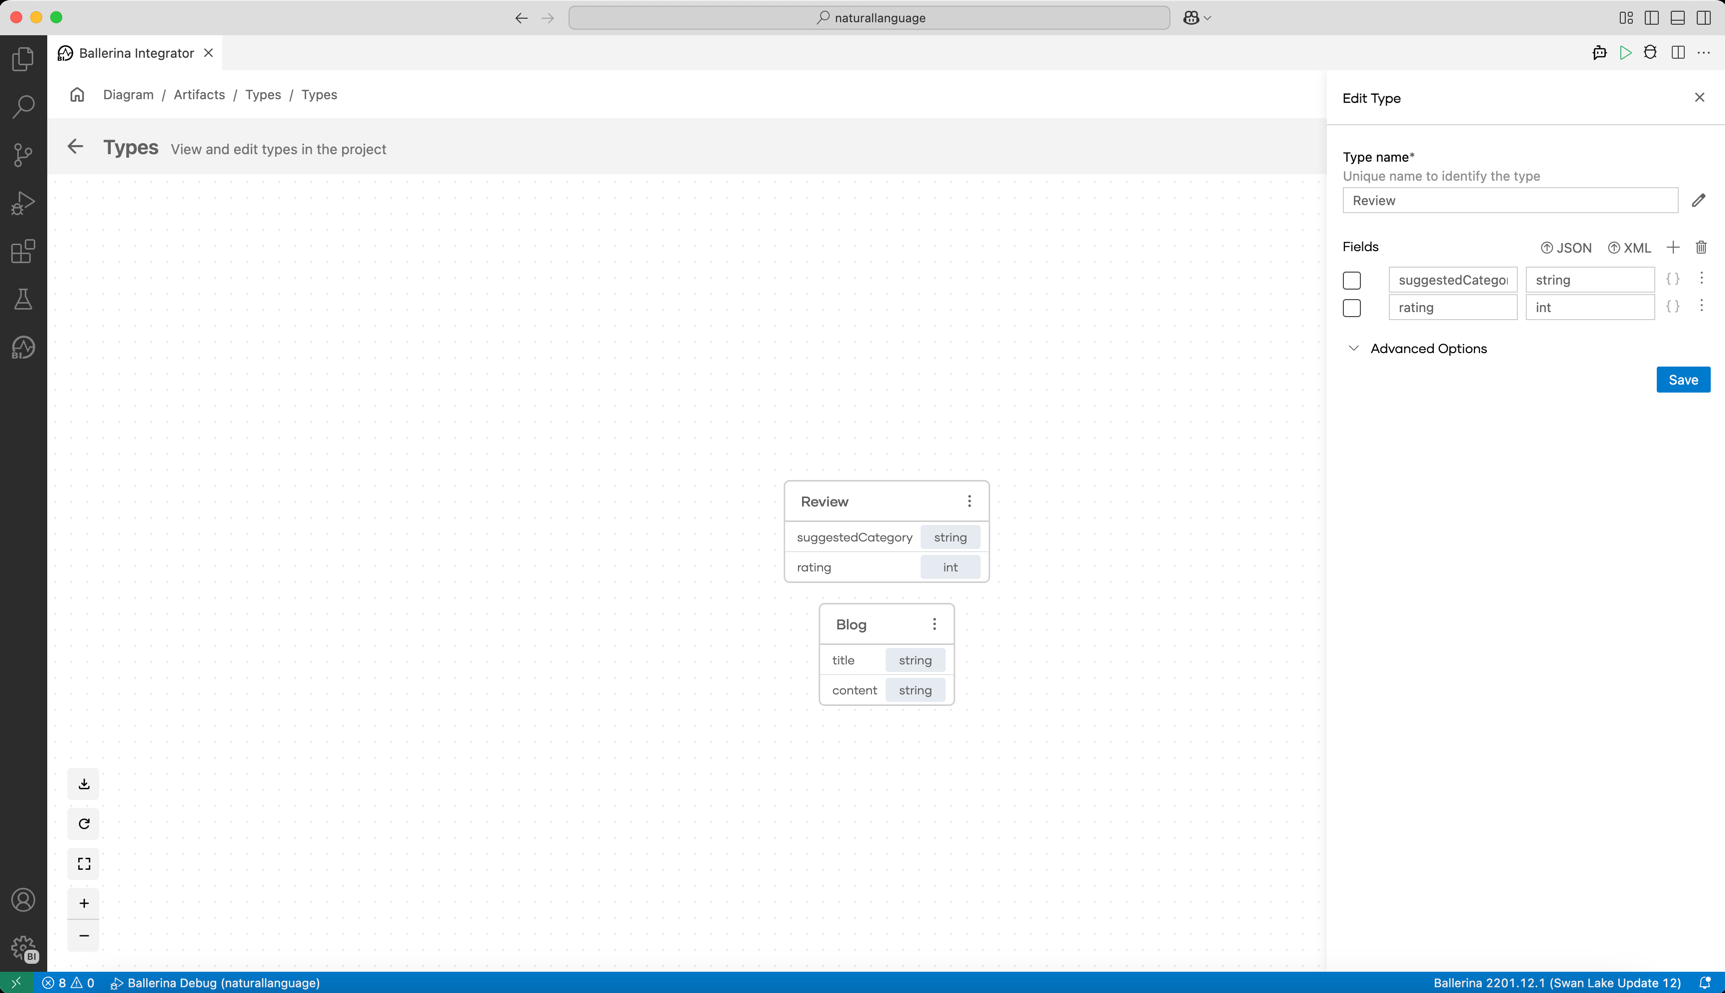 naturallanguage
Ballerina Integrator
Diagram / Artifacts / Types / Types
Types View and edit types in the project
Edit Type
Type name*
Unique name to identify the type
Review
Fields JSON XML
suggestedCategor string { }
rating int { }
Advanced Options
Save
Review
suggestedCategory string
rating int
Blog
title string
content string
BI
BI
8 0 Ballerina Debug (naturallanguage)
Ballerina 2201.12.1 (Swan Lake Update 12)